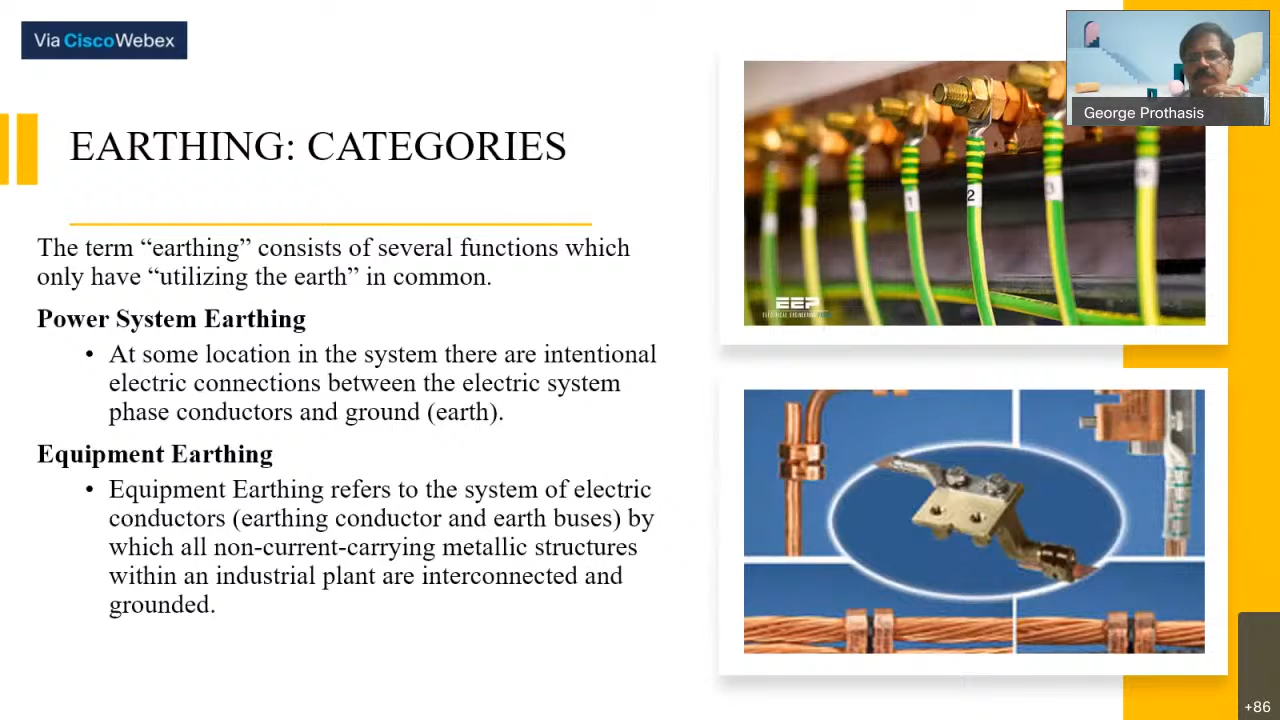 Via CiscoWebex
George Prothasis
EARTHING: CATEGORIES
The term “earthing” consists of several functions which
only have “utilizing the earth” in common.
Power System Earthing
• At some location in the system there are intentional
electric connections between the electric system
phase conductors and ground (earth).
Equipment Earthing
• Equipment Earthing refers to the system of electric
conductors (earthing conductor and earth buses) by
which all non-current-carrying metallic structures
within an industrial plant are interconnected and
grounded.
1
2
3
EEP
+86